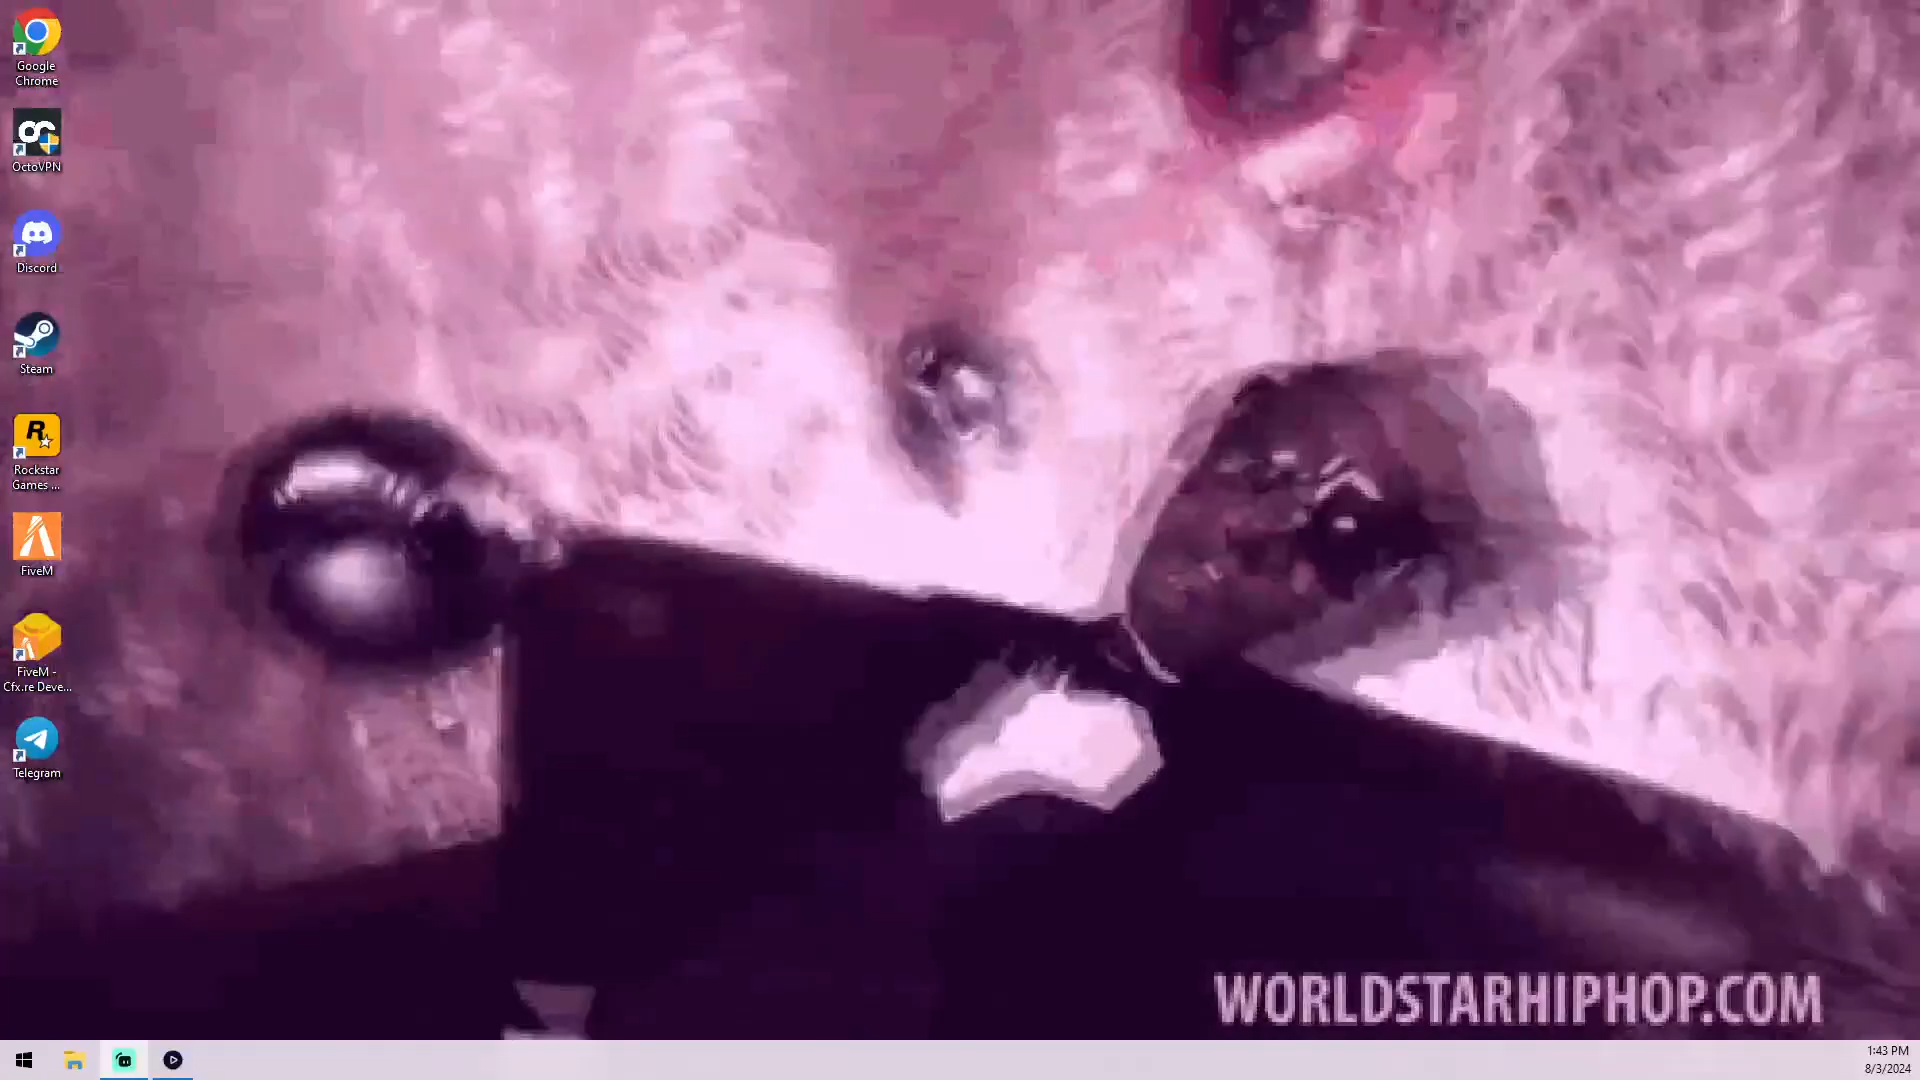 Google
Chrome
OctoVPN
Discord
Steam
Rockstar
Games ...
FiveM
FiveM -
Cfx.re Deve...
Telegram
WORLDSTARHIPHOP.COM
1:43 PM
8/3/2024